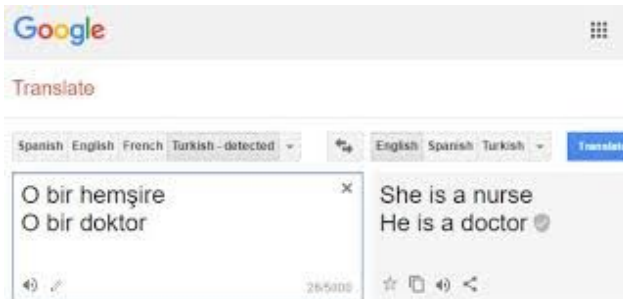 Google
Translate
Spanish English French Turkish - detected English Spanish Turkish Translate
O bir hemşire She is a nurse
O bir doktor He is a doctor
28/5000